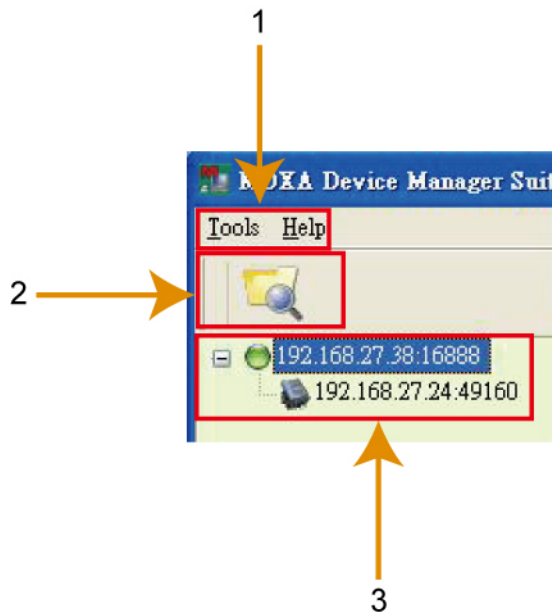 1
MOXA Device Manager Suit
Tools Help
2
192.168.27.38:16888
192.168.27.24:49160
3